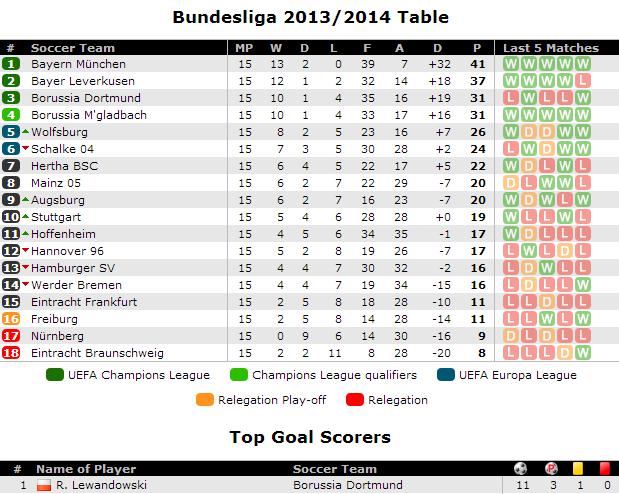 Bundesliga 2013/2014 Table
# Soccer Team MP W D L F A D P Last 5 Matches
1 Bayern München 15 13 2 0 39 7 +32 41 W W W W W
2 Bayer Leverkusen 15 12 1 2 32 14 +18 37 W W W W L
3 Borussia Dortmund 15 10 1 4 35 16 +19 31 L W L L W
4 Borussia M'gladbach 15 10 1 4 33 17 +16 31 W W W W W
5 Wolfsburg 15 8 2 5 23 16 +7 26 W D D W W
6 Schalke 04 15 7 3 5 30 28 +2 24 L W D W W
7 Hertha BSC 15 6 4 5 22 17 +5 22 W D L W L
8 Mainz 05 15 6 2 7 22 29 -7 20 D L W W L
9 Augsburg 15 6 2 7 16 23 -7 20 W D W L W
10 Stuttgart 15 5 4 6 28 28 +0 19 W L L W L
11 Hoffenheim 15 4 5 6 34 35 -1 17 W D L L L
12 Hannover 96 15 5 2 8 19 26 -7 17 L W L D L
13 Hamburger SV 15 4 4 7 30 32 -2 16 L D W L L
14 Werder Bremen 15 4 4 7 19 34 -15 16 L D L L W
15 Eintracht Frankfurt 15 2 5 8 18 28 -10 11 L L D L L
16 Freiburg 15 2 5 8 14 28 -14 11 L L W L W
17 Nürnberg 15 0 9 6 14 30 -16 9 D L D L L
18 Eintracht Braunschweig 15 2 2 11 8 28 -20 8 L L L D W
UEFA Champions League Champions League qualifiers UEFA Europa League
Relegation Play-off Relegation
Top Goal Scorers
# Name of Player Soccer Team P
1 R. Lewandowski Borussia Dortmund 11 3 1 0